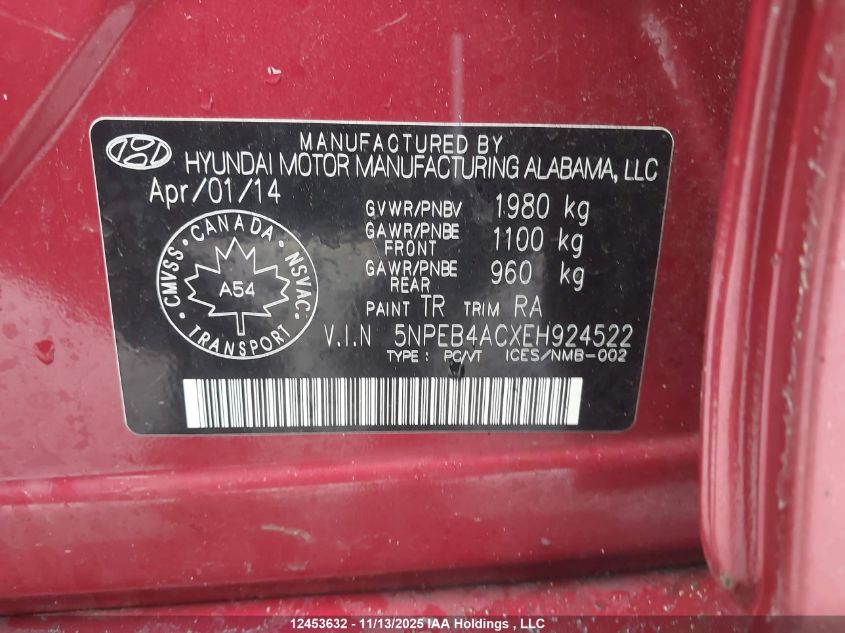 MANUFACTURED BY
HYUNDAI MOTOR MANUFACTURING ALABAMA, LLC
Apr/01/14
GVWR/PNBV 1980 kg
GAWR/PNBE FRONT 1100 kg
GAWR/PNBE REAR 960 kg
PAINT TR TRIM RA
CANADA
CMVSS NSVAC
A54
TRANSPORT
V.I.N 5NPEB4ACXEH924522
TYPE : PC/VT ICES/NMB-002
12453632 - 11/13/2025 IAA Holdings , LLC